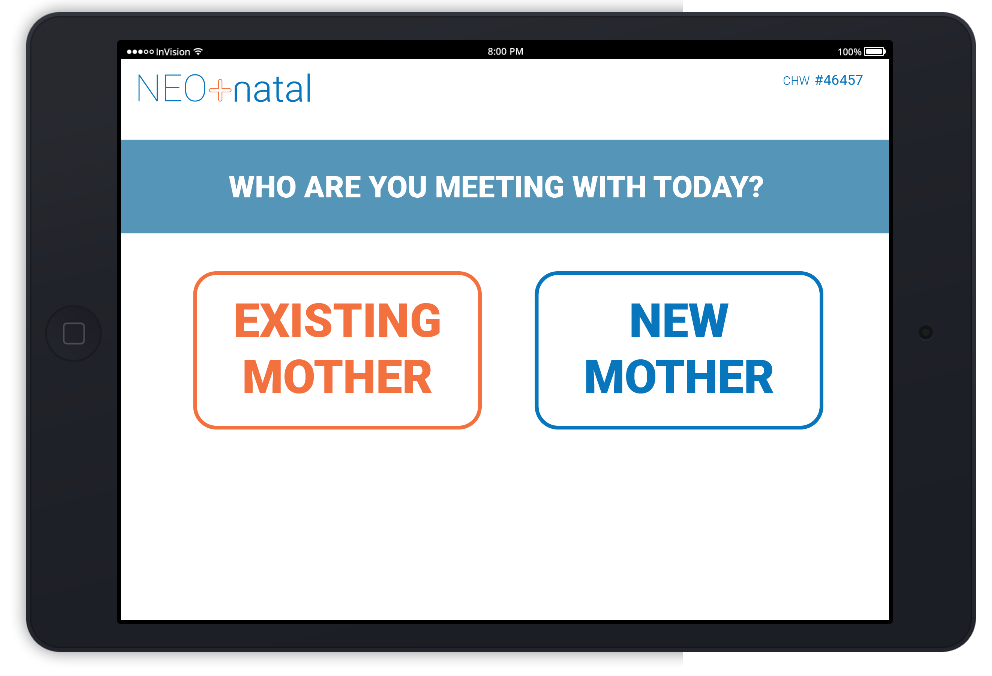 InVision 8:00 PM 100%
NEO+natal CHW #46457
WHO ARE YOU MEETING WITH TODAY?
EXISTING
MOTHER
NEW
MOTHER